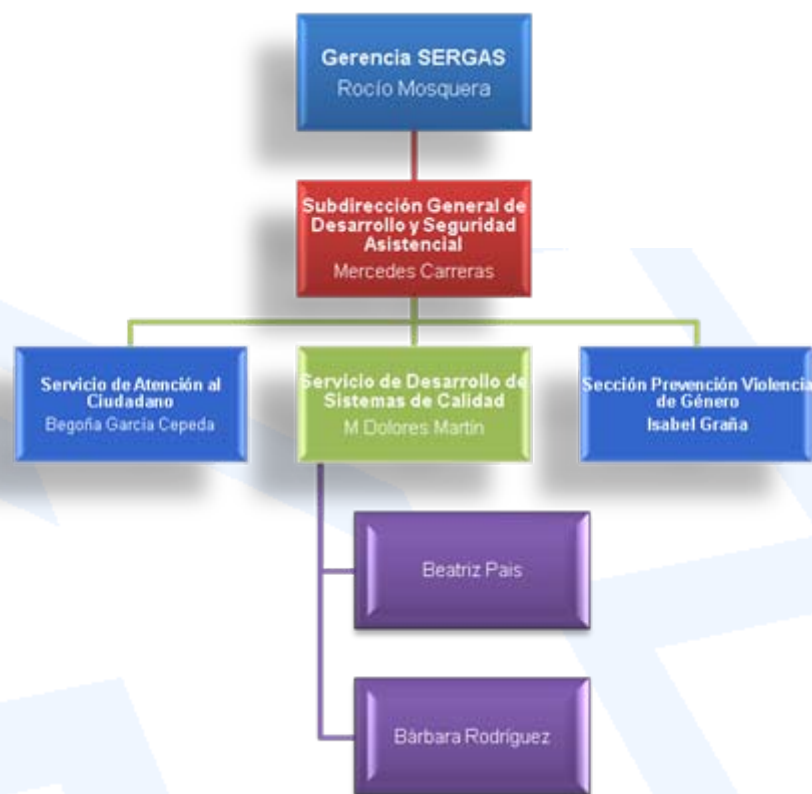 Gerencia SERGAS
Rocío Mosquera
Subdirección General de
Desarrollo y Seguridad
Asistencial
Mercedes Carreras
Servicio de Atención al
Ciudadano
Begoña García Cepeda
Servicio de Desarrollo de
Sistemas de Calidad
M Dolores Martín
Sección Prevención Violencia
de Género
Isabel Graña
Beatriz Pais
Bárbara Rodríguez